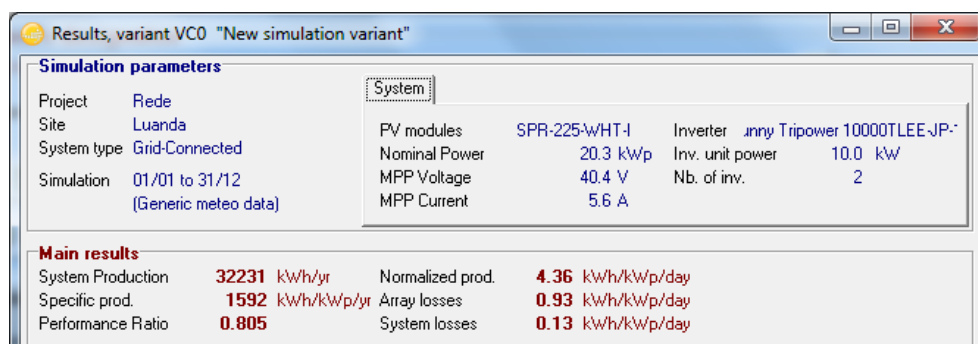 Results, variant VC0 "New simulation variant"
Simulation parameters
Project Rede
Site Luanda
System type Grid-Connected
Simulation 01/01 to 31/12
(Generic meteo data)
System
PV modules SPR-225-WHT-I Inverter unny Tripower 10000TLEE-JP-
Nominal Power 20.3 kWp Inv. unit power 10.0 kW
MPP Voltage 40.4 V Nb. of inv. 2
MPP Current 5.6 A
Main results
System Production 32231 kWh/yr Normalized prod. 4.36 kWh/kWp/day
Specific prod. 1592 kWh/kWp/yr Array losses 0.93 kWh/kWp/day
Performance Ratio 0.805 System losses 0.13 kWh/kWp/day